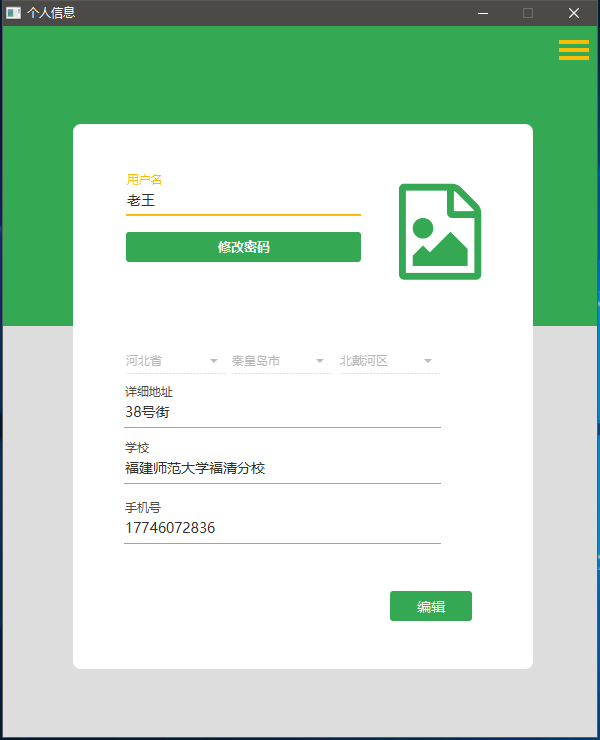 个人信息
用户名
老王
修改密码
河北省 秦皇岛市 北戴河区
详细地址
38号街
学校
福建师范大学福清分校
手机号
17746072836
编辑